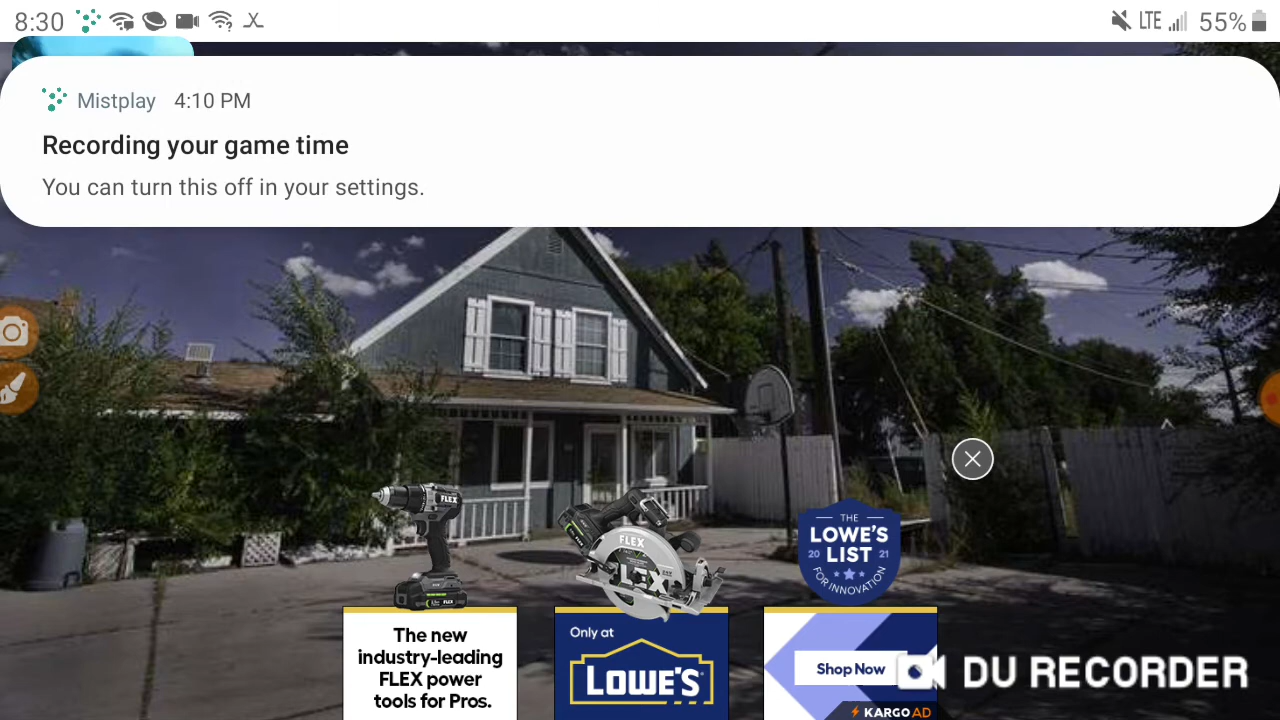 8:30 LTE 55%
Mistplay 4:10 PM
Recording your game time
You can turn this off in your settings.
FLEX
FLEX
FLEX
THE
LOWE'S
20 LIST 21
FOR INNOVATION
The new
industry-leading
FLEX power
tools for Pros.
Only at
LOWE'S
Shop Now
KARGO AD
DU RECORDER